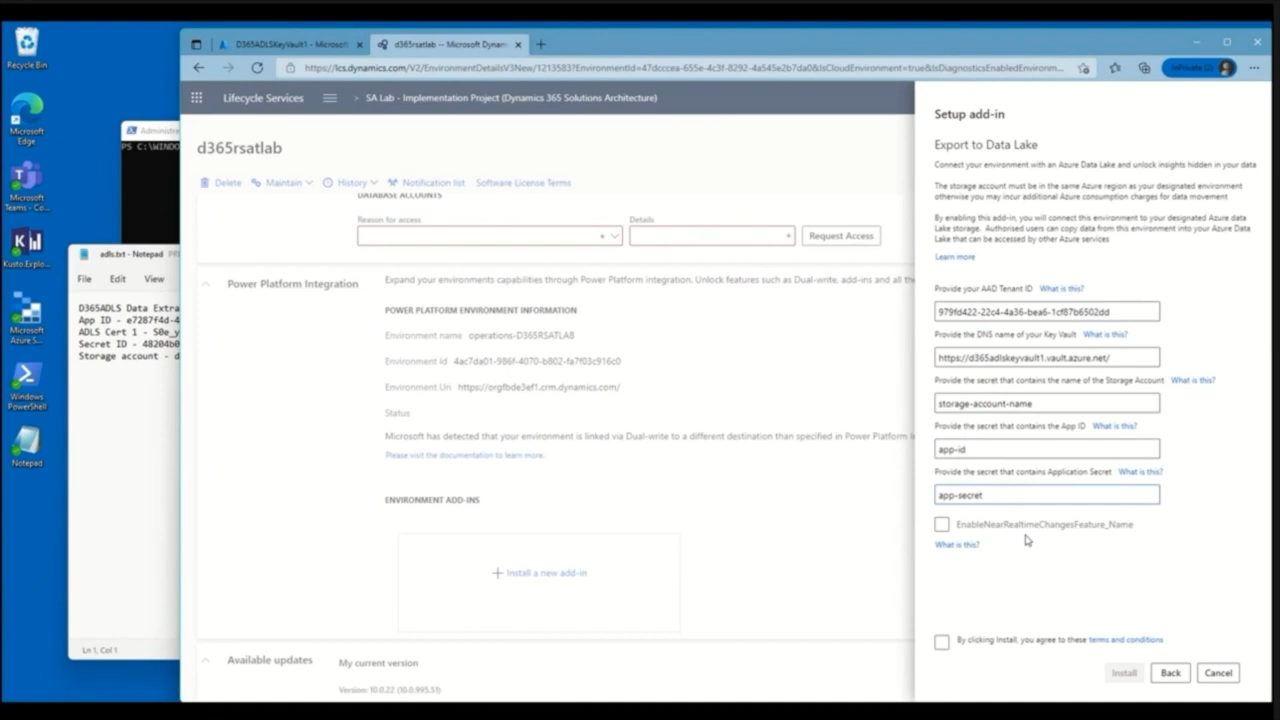 Recycle Bin
Microsoft
Edge
Microsoft
Teams - Co...
Kusto.Explo...
Microsoft
Azure S...
Windows
PowerShell
Notepad
Administra
PS C:\WINDO
adls.txt - Notepad
File Edit View
D365ADLS Data Extra
App ID - e7287f4d-4
ADLS Cert 1 - S0e_y
Secret ID - 48204b0
Storage account - d
Ln 1, Col 1
D365ADLSKeyVault1 - Microsoft
d365rsatlab -- Microsoft Dynam
https://lcs.dynamics.com/V2/EnvironmentDetailsV3New/1213583?EnvironmentId=47dcccea-655e-4c3f-8292-4a545e2b7da0&IsCloudEnvironment=true&IsDiagnosticsEnabledEnvironm...
InPrivate
Lifecycle Services
> SA Lab - Implementation Project (Dynamics 365 Solutions Architecture)
d365rsatlab
Delete Maintain History Notification list Software License Terms
DATABASE ACCOUNTS
Reason for access Details
Request Access
Power Platform Integration
Expand your environments capabilities through Power Platform integration. Unlock features such as Dual-write, add-ins and all the
POWER PLATFORM ENVIRONMENT INFORMATION
Environment name operations-D365RSATLAB
Environment Id 4ac7da01-986f-4070-b802-fa7f03c916c0
Environment Uri https://orgfbde3ef1.crm.dynamics.com/
Status
Microsoft has detected that your environment is linked via Dual-write to a different destination than specified in Power Platform I
Please visit the documentation to learn more.
ENVIRONMENT ADD-INS
+ Install a new add-in
Available updates
My current version
Version: 10.0.22 (10.0.995.51)
Setup add-in
Export to Data Lake
Connect your environment with an Azure Data Lake and unlock insights hidden in your data
The storage account must be in the same Azure region as your designated environment
otherwise you may incur additional Azure consumption charges for data movement
By enabling this add-in, you will connect this environment to your designated Azure data
Lake storage. Authorised users can copy data from this environment into your Azure Data
Lake that can be accessed by other Azure services
Learn more
Provide your AAD Tenant ID What is this?
979fd422-22c4-4a36-bea6-1cf87b6502dd
Provide the DNS name of your Key Vault What is this?
https://d365adlskeyvault1.vault.azure.net/
Provide the secret that contains the name of the Storage Account What is this?
storage-account-name
Provide the secret that contains the App ID What is this?
app-id
Provide the secret that contains Application Secret What is this?
app-secret
EnableNearRealtimeChangesFeature_Name
What is this?
By clicking Install, you agree to these terms and conditions
Install Back Cancel